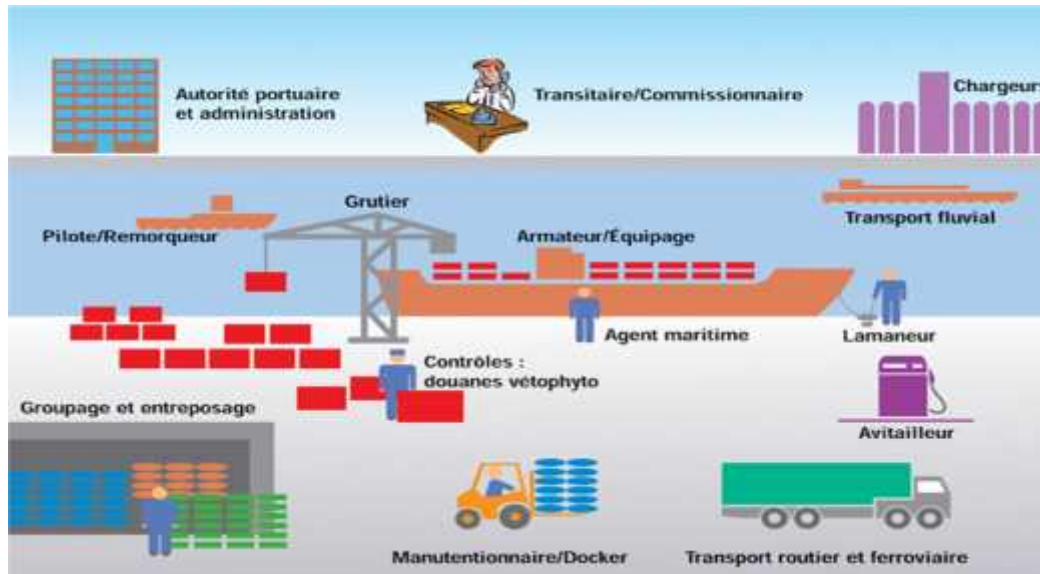 Autorité portuaire
et administration
Transitaire/Commissionnaire
Chargeurs
Grutier
Pilote/Remorqueur
Armateur/Équipage
Transport fluvial
Agent maritime
Lamaneur
Contrôles :
douanes vétophyto
Groupage et entreposage
Avitailleur
Manutentionnaire/Docker
Transport routier et ferroviaire